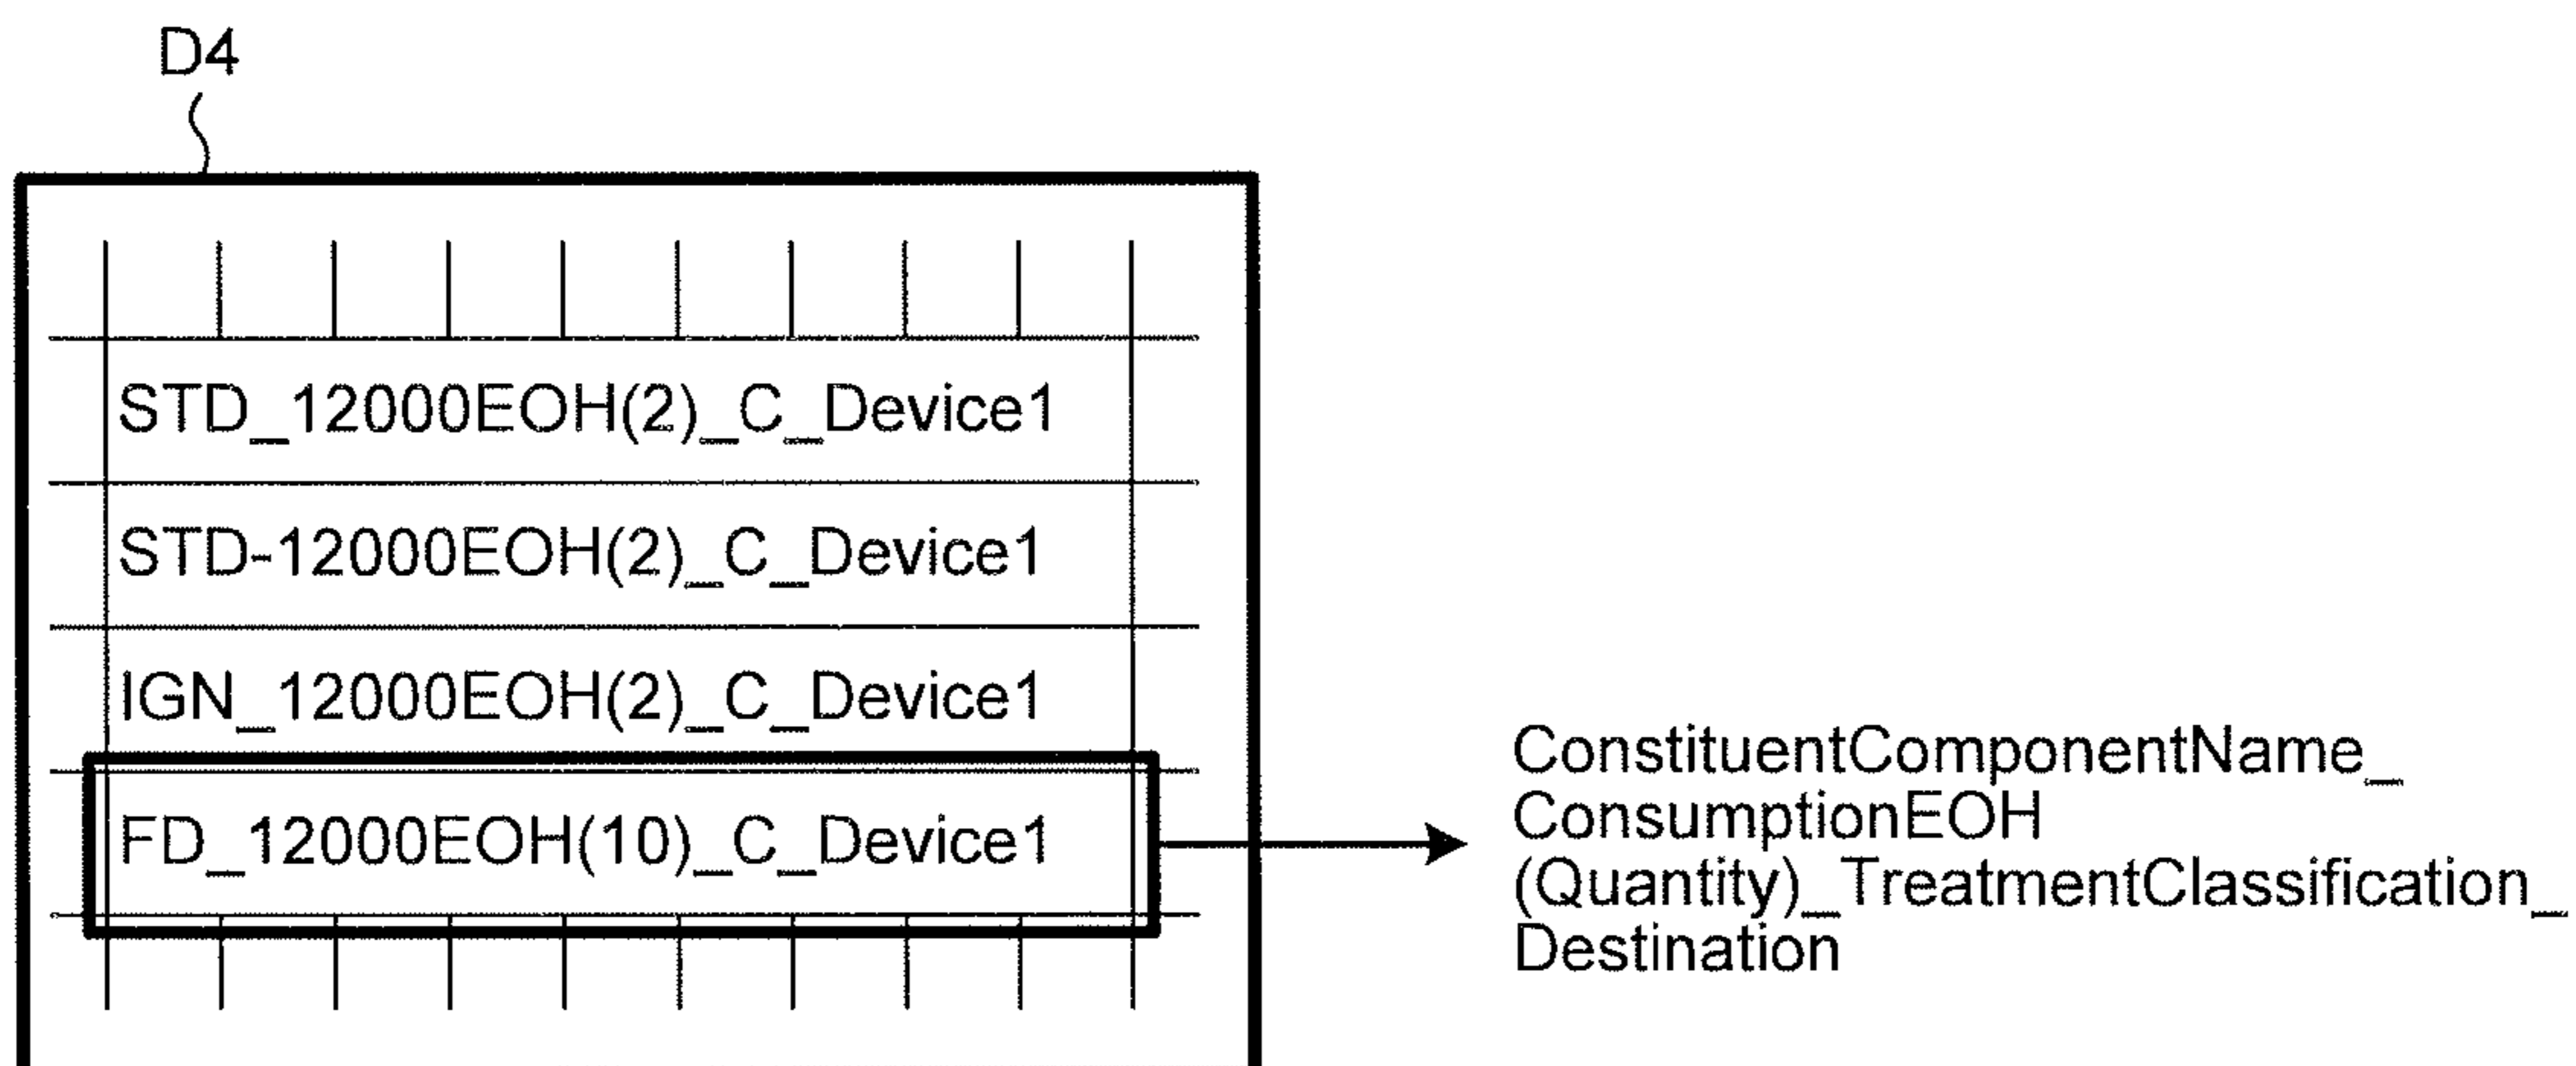 D4
STD_12000EOH(2)_C_Device1
STD-12000EOH(2)_C_Device1
IGN_12000EOH(2)_C_Device1
FD_12000EOH(10)_C_Device1
ConstituentComponentName_
ConsumptionEOH
(Quantity)_TreatmentClassification_
Destination